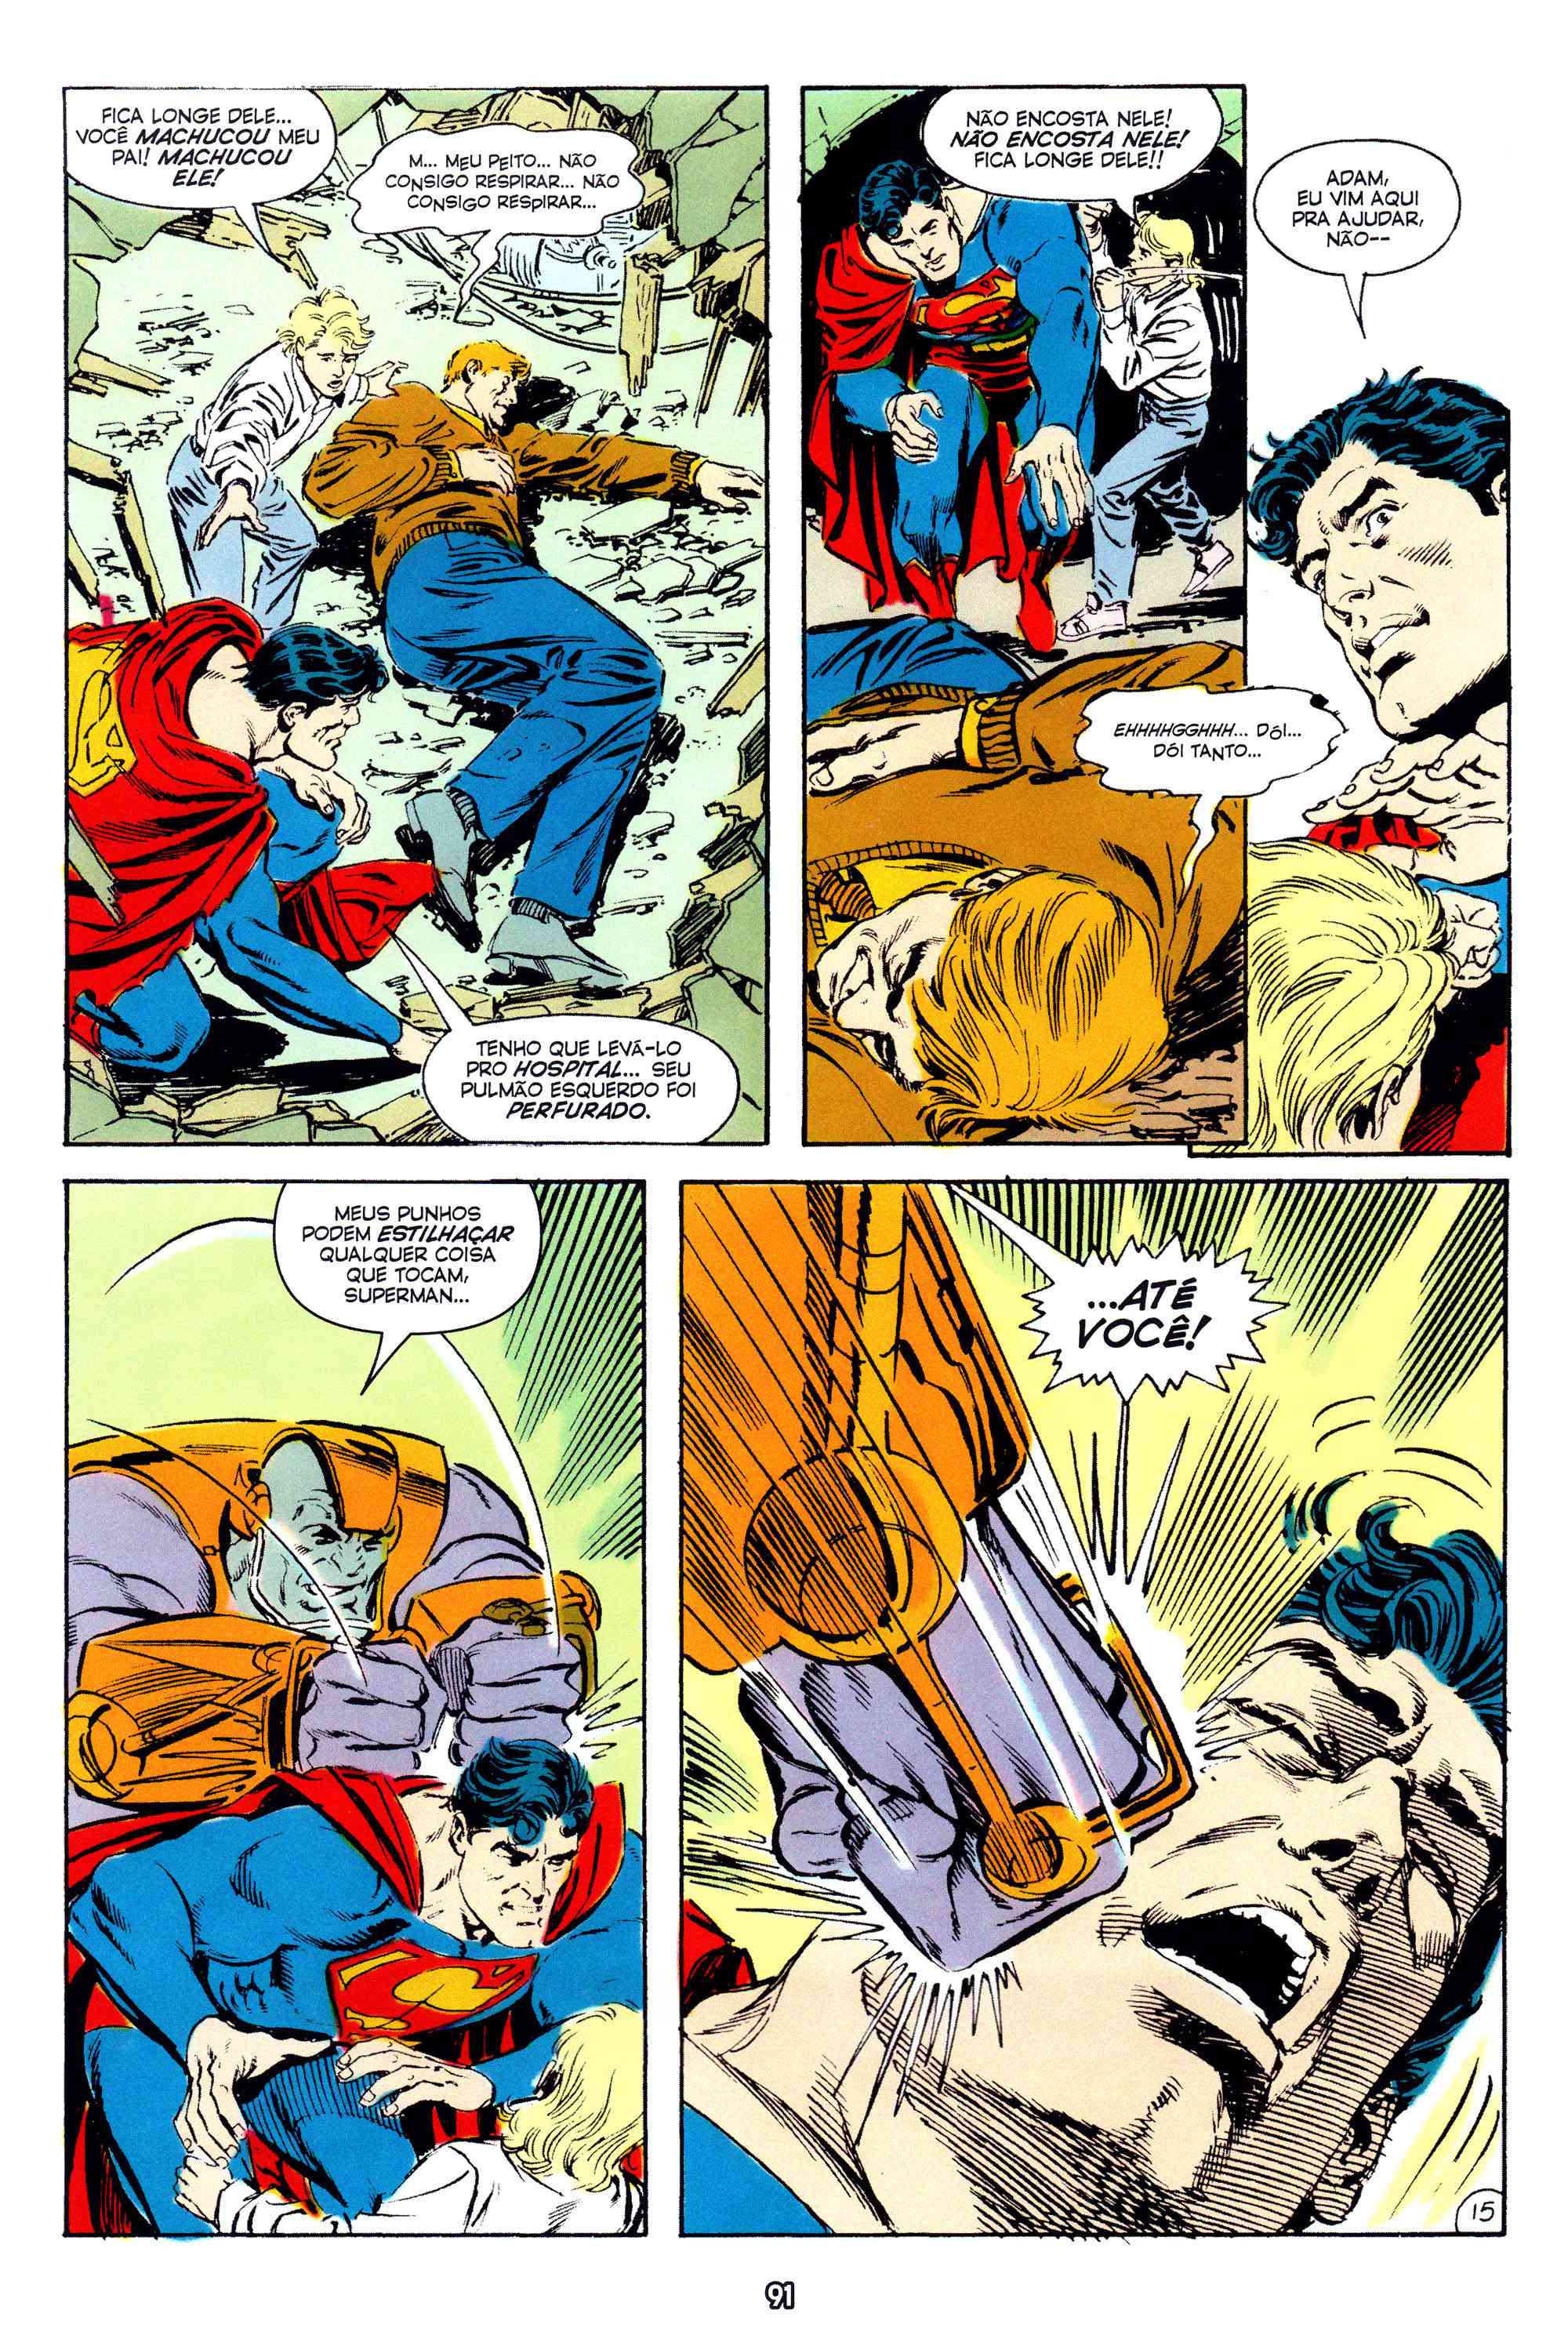 FICA LONGE DELE...
VOCÊ MACHUCOU MEU
PAI! MACHUCOU
ELE!
M... MEU PEITO... NÃO
CONSIGO RESPIRAR... NÃO
CONSIGO RESPIRAR...
TENHO QUE LEVÁ-LO
PRO HOSPITAL... SEU
PULMÃO ESQUERDO FOI
PERFURADO.
NÃO ENCOSTA NELE!
NÃO ENCOSTA NELE!
FICA LONGE DELE!!
EHHHHGGHHH... DÓI...
DÓI TANTO...
ADAM,
EU VIM AQUI
PRA AJUDAR,
NÃO--
MEUS PUNHOS
PODEM ESTILHAÇAR
QUALQUER COISA
QUE TOCAM,
SUPERMAN...
...ATÉ
VOCÊ!
15
91